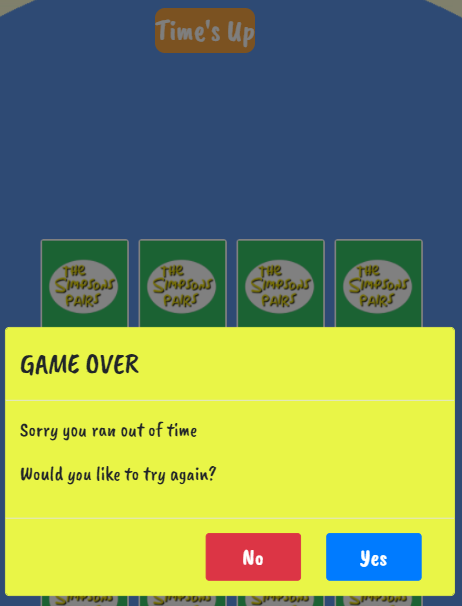 Time's Up
THE THE THE THE
SIMPSONS SIMPSONS SIMPSONS SIMPSONS
PAIRS PAIRS PAIRS PAIRS
GAME OVER
Sorry you ran out of time
Would you like to try again?
No Yes